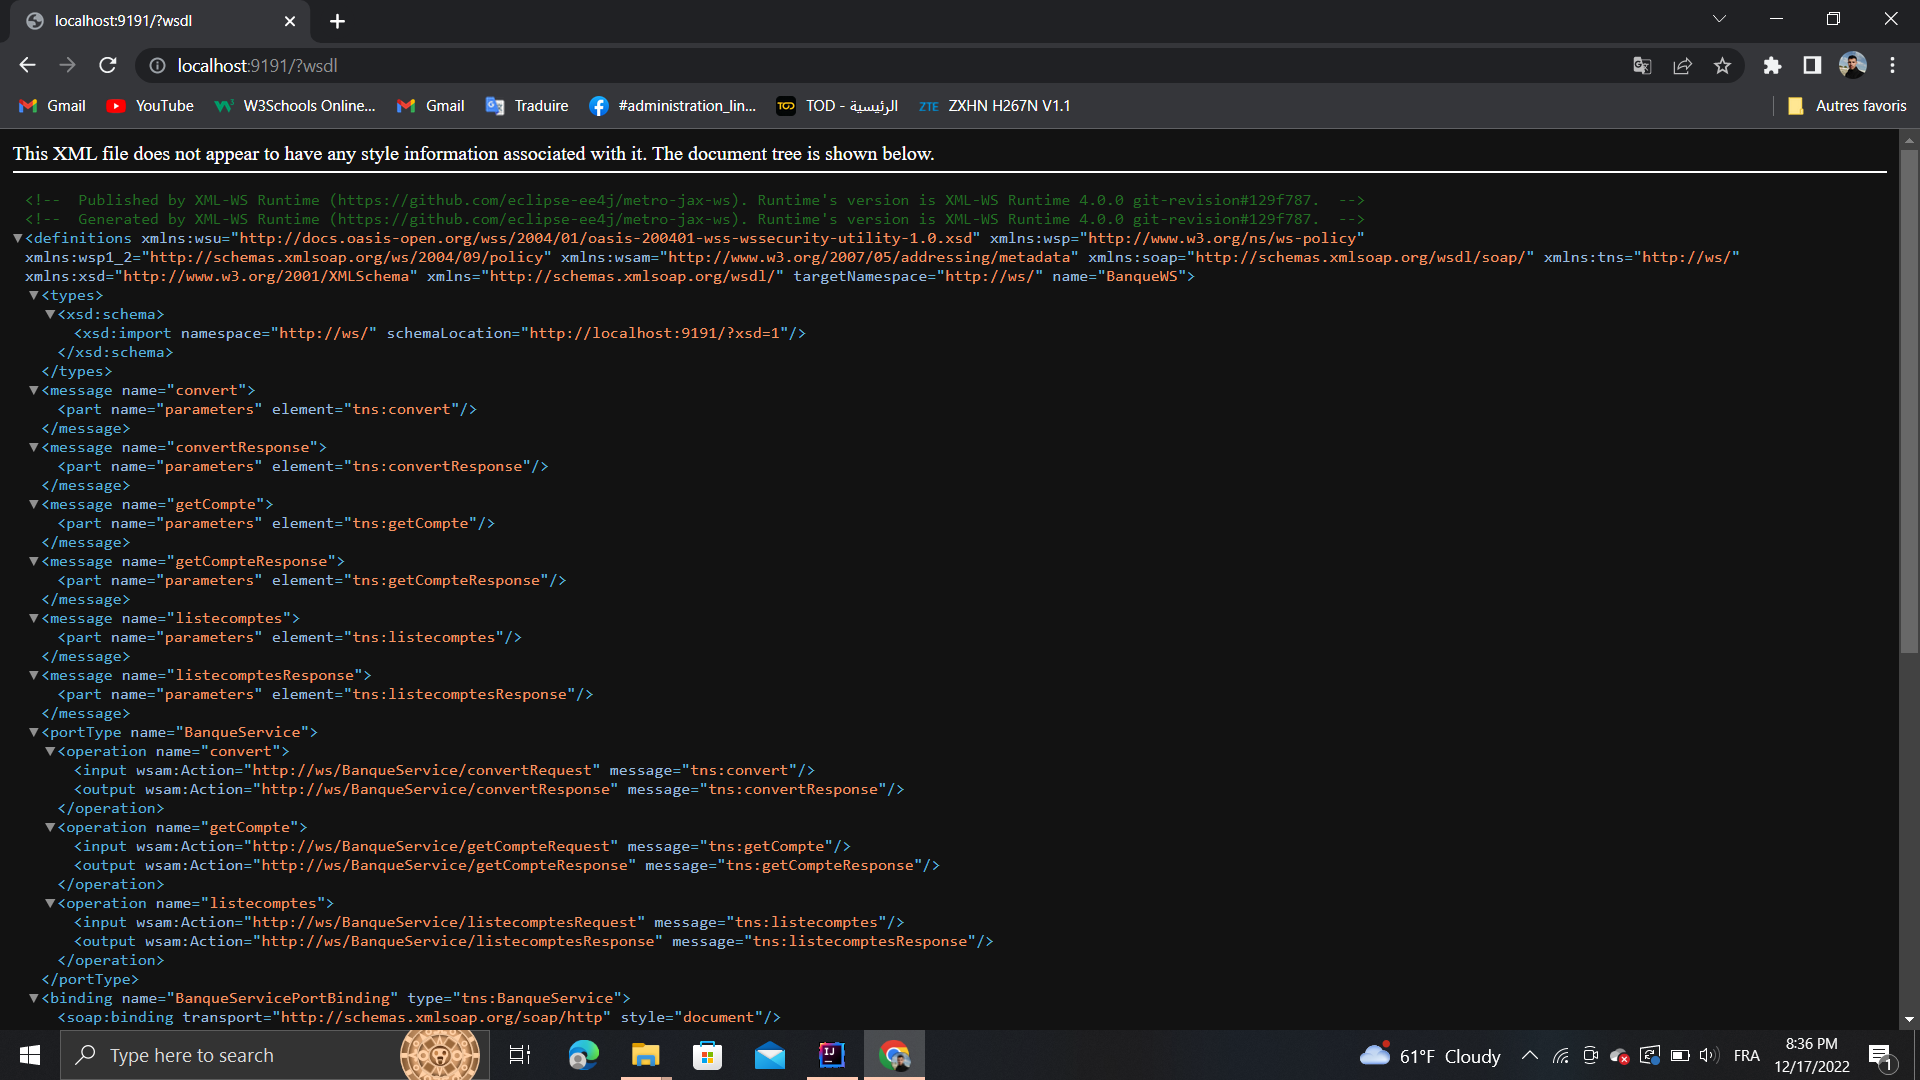 localhost:9191/?wsdl
localhost:9191/?wsdl
Gmail YouTube W3Schools Online... Gmail Traduire #administration_lin... TOD - الرئيسية ZTE ZXHN H267N V1.1 Autres favoris
This XML file does not appear to have any style information associated with it. The document tree is shown below.
<!-- Published by XML-WS Runtime (https://github.com/eclipse-ee4j/metro-jax-ws). Runtime's version is XML-WS Runtime 4.0.0 git-revision#129f787. -->
<!-- Generated by XML-WS Runtime (https://github.com/eclipse-ee4j/metro-jax-ws). Runtime's version is XML-WS Runtime 4.0.0 git-revision#129f787. -->
▼<definitions xmlns:wsu="http://docs.oasis-open.org/wss/2004/01/oasis-200401-wss-wssecurity-utility-1.0.xsd" xmlns:wsp="http://www.w3.org/ns/ws-policy"
xmlns:wsp1_2="http://schemas.xmlsoap.org/ws/2004/09/policy" xmlns:wsam="http://www.w3.org/2007/05/addressing/metadata" xmlns:soap="http://schemas.xmlsoap.org/wsdl/soap/" xmlns:tns="http://ws/"
xmlns:xsd="http://www.w3.org/2001/XMLSchema" xmlns="http://schemas.xmlsoap.org/wsdl/" targetNamespace="http://ws/" name="BanqueWS">
▼<types>
▼<xsd:schema>
<xsd:import namespace="http://ws/" schemaLocation="http://localhost:9191/?xsd=1"/>
</xsd:schema>
</types>
▼<message name="convert">
<part name="parameters" element="tns:convert"/>
</message>
▼<message name="convertResponse">
<part name="parameters" element="tns:convertResponse"/>
</message>
▼<message name="getCompte">
<part name="parameters" element="tns:getCompte"/>
</message>
▼<message name="getCompteResponse">
<part name="parameters" element="tns:getCompteResponse"/>
</message>
▼<message name="listecomptes">
<part name="parameters" element="tns:listecomptes"/>
</message>
▼<message name="listecomptesResponse">
<part name="parameters" element="tns:listecomptesResponse"/>
</message>
▼<portType name="BanqueService">
▼<operation name="convert">
<input wsam:Action="http://ws/BanqueService/convertRequest" message="tns:convert"/>
<output wsam:Action="http://ws/BanqueService/convertResponse" message="tns:convertResponse"/>
</operation>
▼<operation name="getCompte">
<input wsam:Action="http://ws/BanqueService/getCompteRequest" message="tns:getCompte"/>
<output wsam:Action="http://ws/BanqueService/getCompteResponse" message="tns:getCompteResponse"/>
</operation>
▼<operation name="listecomptes">
<input wsam:Action="http://ws/BanqueService/listecomptesRequest" message="tns:listecomptes"/>
<output wsam:Action="http://ws/BanqueService/listecomptesResponse" message="tns:listecomptesResponse"/>
</operation>
</portType>
▼<binding name="BanqueServicePortBinding" type="tns:BanqueService">
<soap:binding transport="http://schemas.xmlsoap.org/soap/http" style="document"/>
Type here to search 61°F Cloudy FRA 8:36 PM
12/17/2022 1